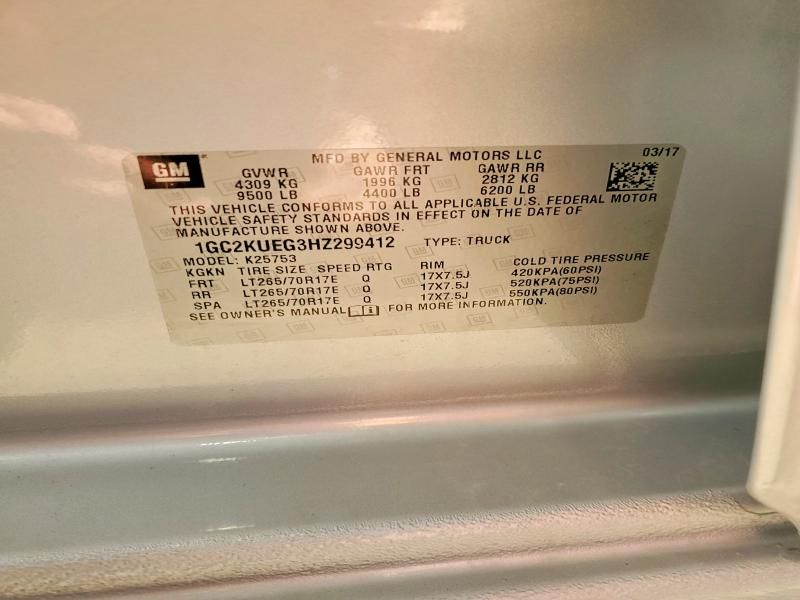 GM
MFD BY GENERAL MOTORS LLC 03/17
GVWR GAWR FRT GAWR RR
4309 KG 1996 KG 2812 KG
9500 LB 4400 LB 6200 LB
THIS VEHICLE CONFORMS TO ALL APPLICABLE U.S. FEDERAL MOTOR
VEHICLE SAFETY STANDARDS IN EFFECT ON THE DATE OF
MANUFACTURE SHOWN ABOVE.
1GC2KUEG3HZ299412 TYPE: TRUCK
MODEL: K25753
KGKN TIRE SIZE SPEED RTG RIM COLD TIRE PRESSURE
FRT LT265/70R17E Q 17X7.5J 420KPA(60PSI)
RR LT265/70R17E Q 17X7.5J 520KPA(75PSI)
SPA LT265/70R17E Q 17X7.5J 550KPA(80PSI)
SEE OWNER'S MANUAL i FOR MORE INFORMATION.